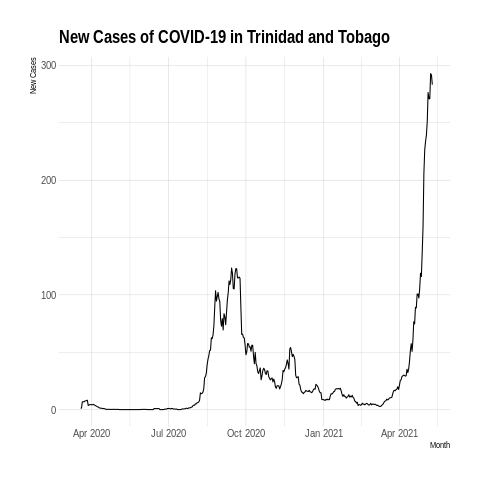 New Cases of COVID-19 in Trinidad and Tobago
New Cases
300
200
100
0
Apr 2020 Jul 2020 Oct 2020 Jan 2021 Apr 2021
Month